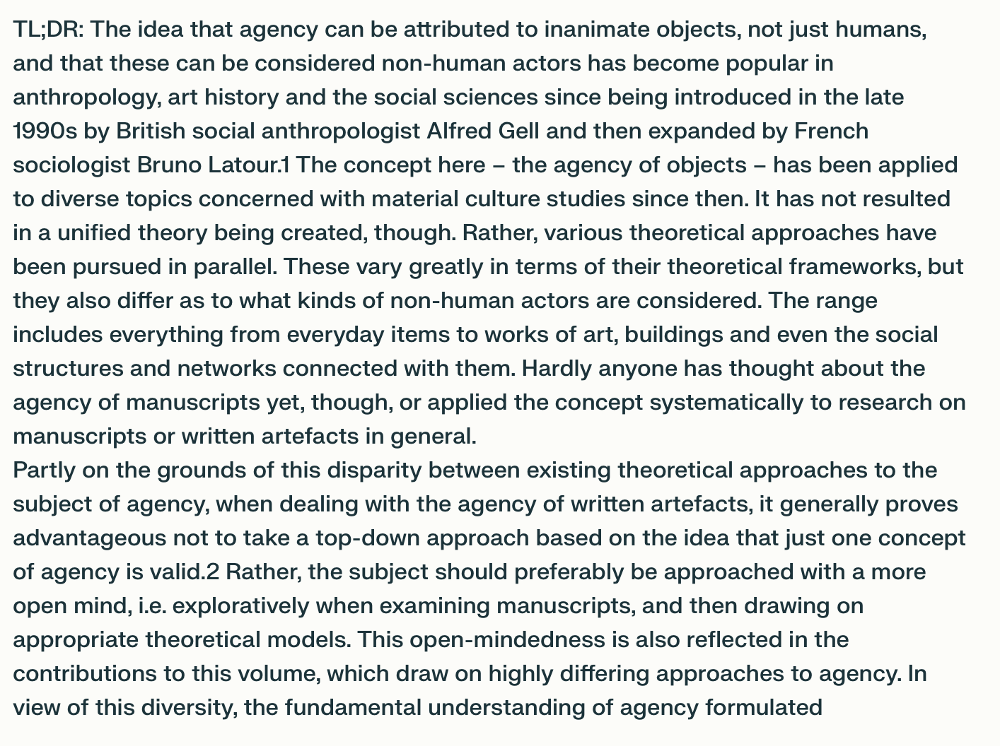 TL;DR: The idea that agency can be attributed to inanimate objects, not just humans,
and that these can be considered non-human actors has become popular in
anthropology, art history and the social sciences since being introduced in the late
1990s by British social anthropologist Alfred Gell and then expanded by French
sociologist Bruno Latour.1 The concept here – the agency of objects – has been applied
to diverse topics concerned with material culture studies since then. It has not resulted
in a unified theory being created, though. Rather, various theoretical approaches have
been pursued in parallel. These vary greatly in terms of their theoretical frameworks, but
they also differ as to what kinds of non-human actors are considered. The range
includes everything from everyday items to works of art, buildings and even the social
structures and networks connected with them. Hardly anyone has thought about the
agency of manuscripts yet, though, or applied the concept systematically to research on
manuscripts or written artefacts in general.
Partly on the grounds of this disparity between existing theoretical approaches to the
subject of agency, when dealing with the agency of written artefacts, it generally proves
advantageous not to take a top-down approach based on the idea that just one concept
of agency is valid.2 Rather, the subject should preferably be approached with a more
open mind, i.e. exploratively when examining manuscripts, and then drawing on
appropriate theoretical models. This open-mindedness is also reflected in the
contributions to this volume, which draw on highly differing approaches to agency. In
view of this diversity, the fundamental understanding of agency formulated